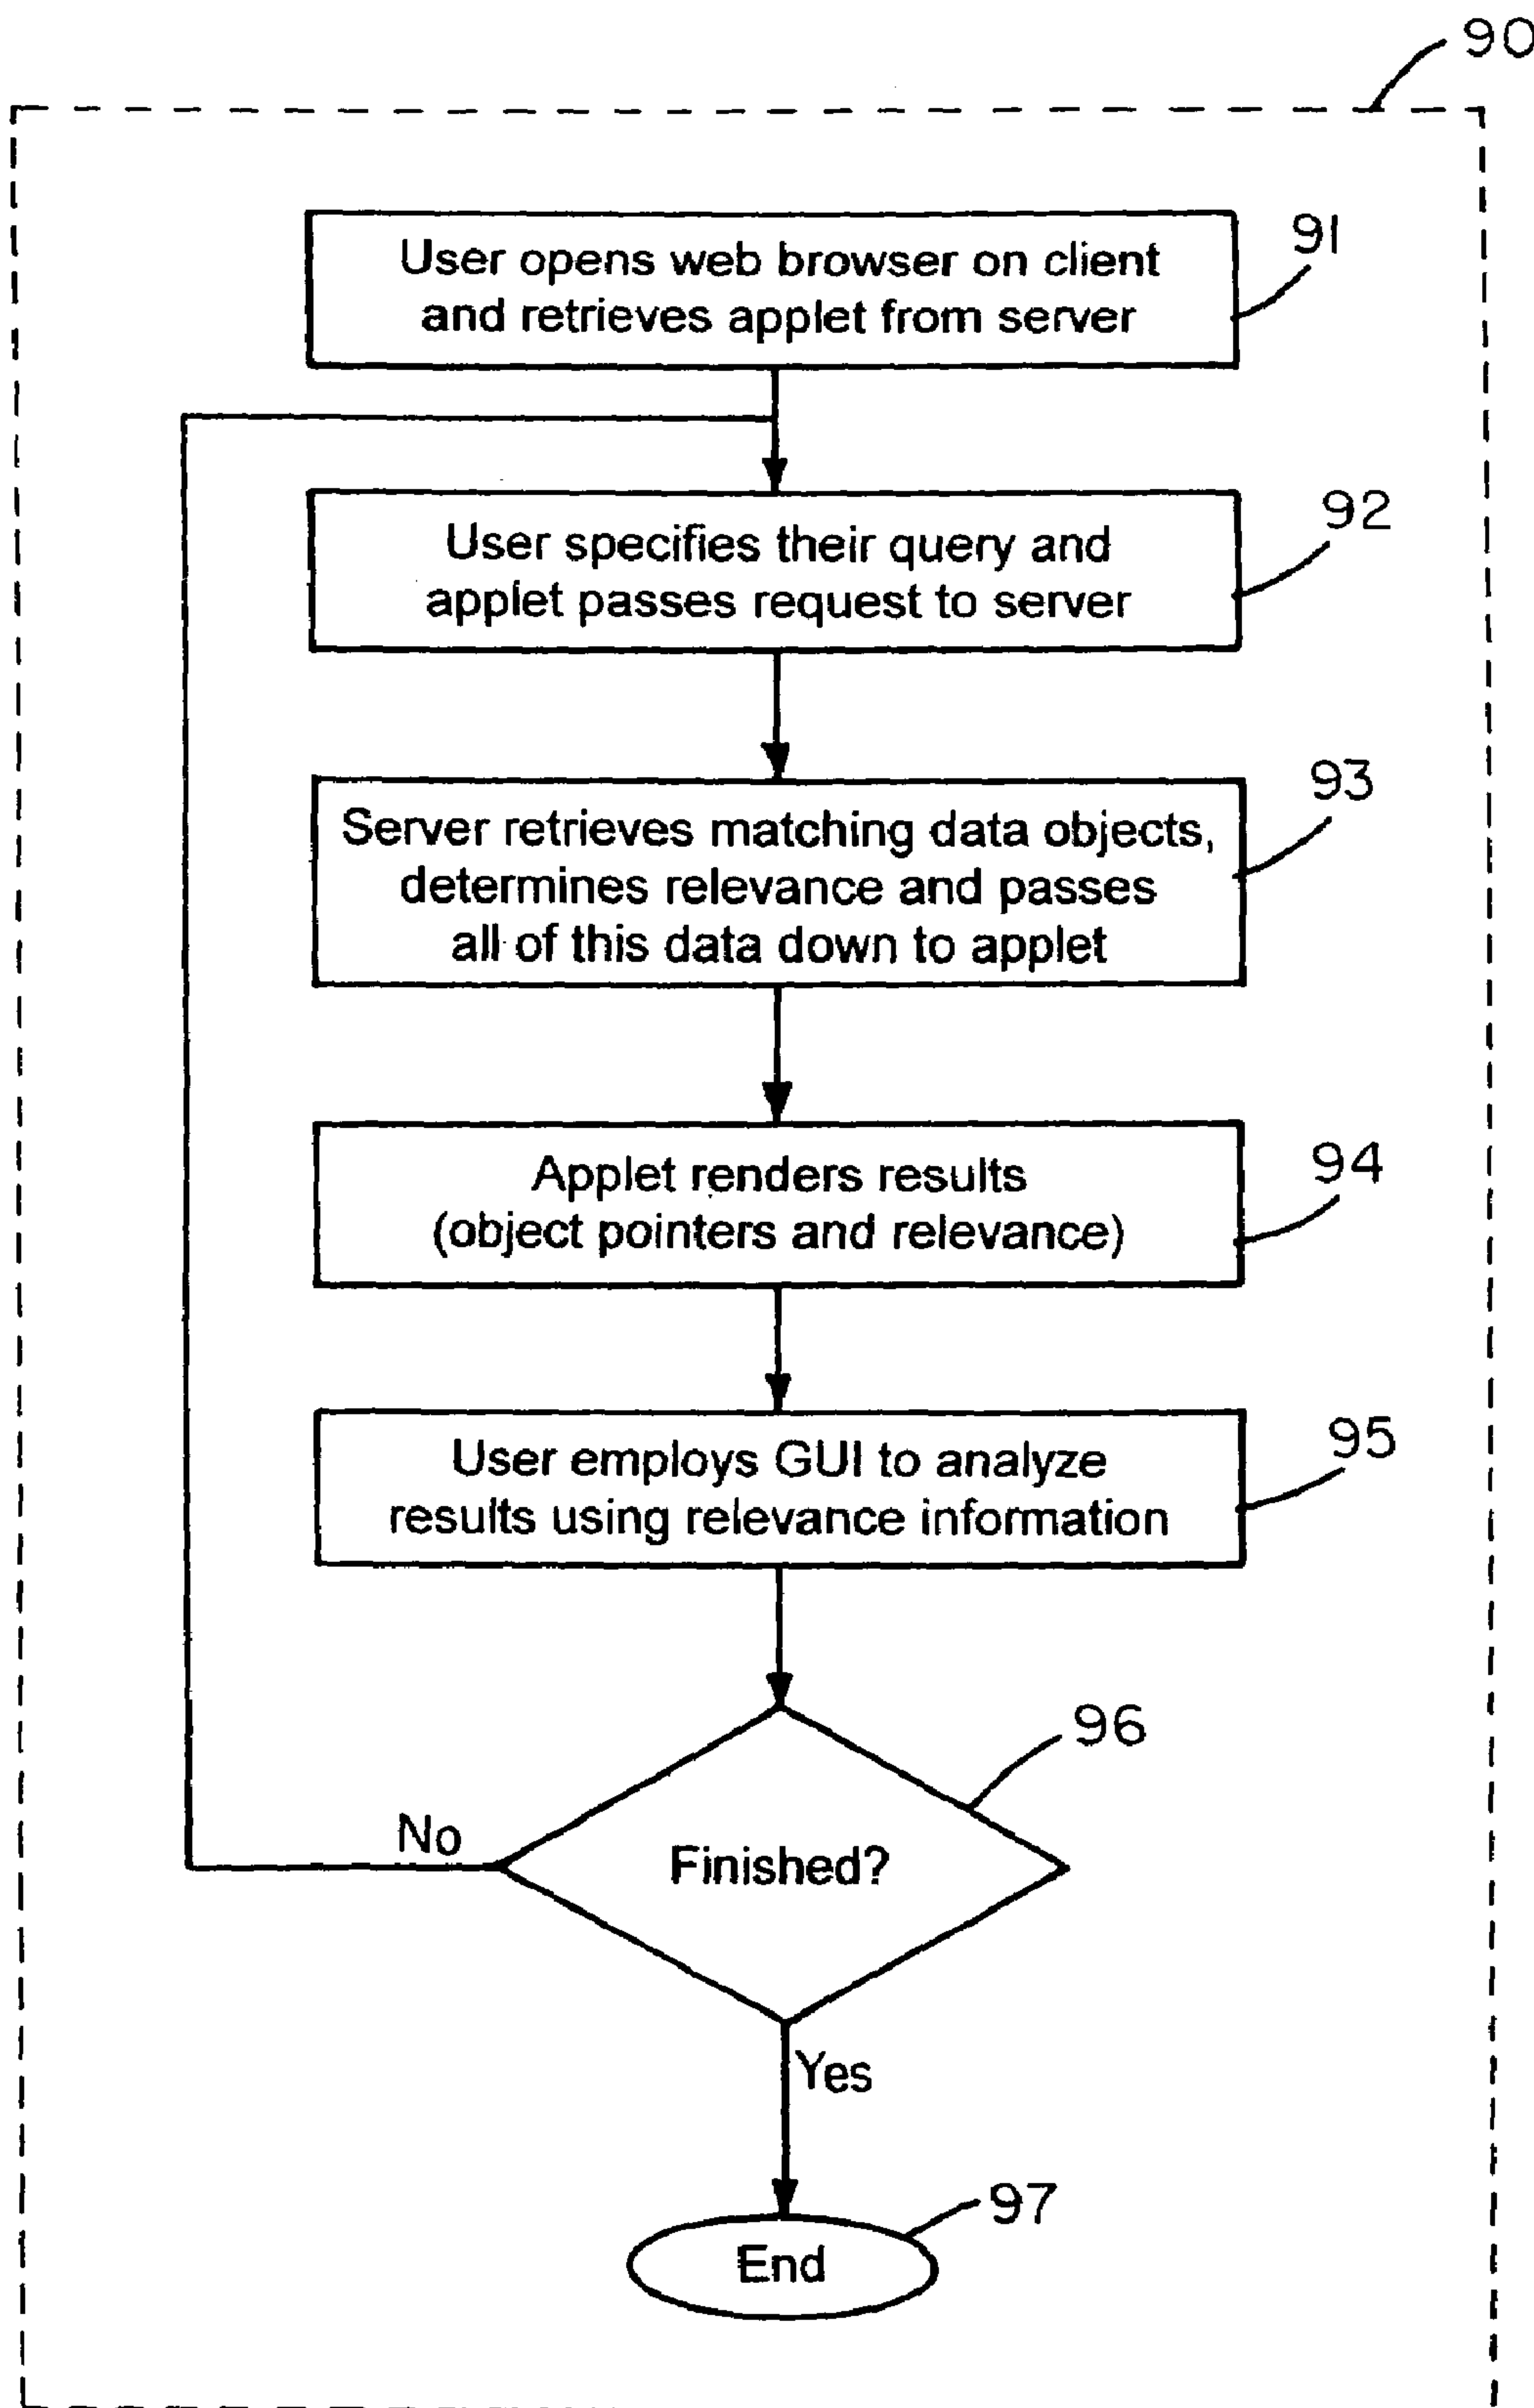 90
User opens web browser on client
and retrieves applet from server
91
User specifies their query and
applet passes request to server
92
Server retrieves matching data objects,
determines relevance and passes
all of this data down to applet
93
Applet renders results
(object pointers and relevance)
94
User employs GUI to analyze
results using relevance information
95
96
No
Finished?
Yes
97
End